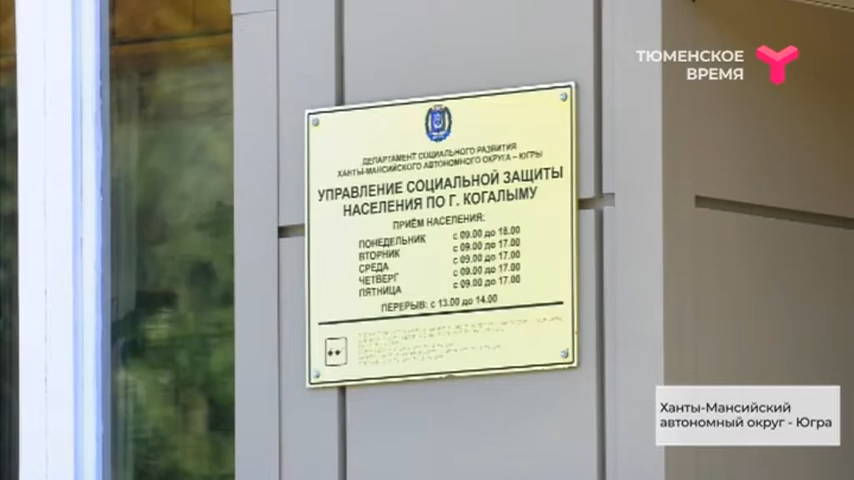 ТЮМЕНСКОЕ
ВРЕМЯ
ДЕПАРТАМЕНТ СОЦИАЛЬНОГО РАЗВИТИЯ
ХАНТЫ-МАНСИЙСКОГО АВТОНОМНОГО ОКРУГА – ЮГРЫ
УПРАВЛЕНИЕ СОЦИАЛЬНОЙ ЗАЩИТЫ
НАСЕЛЕНИЯ ПО Г. КОГАЛЫМУ
ПРИЁМ НАСЕЛЕНИЯ:
ПОНЕДЕЛЬНИК с 09.00 до 18.00
ВТОРНИК с 09.00 до 17.00
СРЕДА с 09.00 до 17.00
ЧЕТВЕРГ с 09.00 до 17.00
ПЯТНИЦА с 09.00 до 17.00
ПЕРЕРЫВ: с 13.00 до 14.00
Ханты-Мансийский
автономный округ - Югра